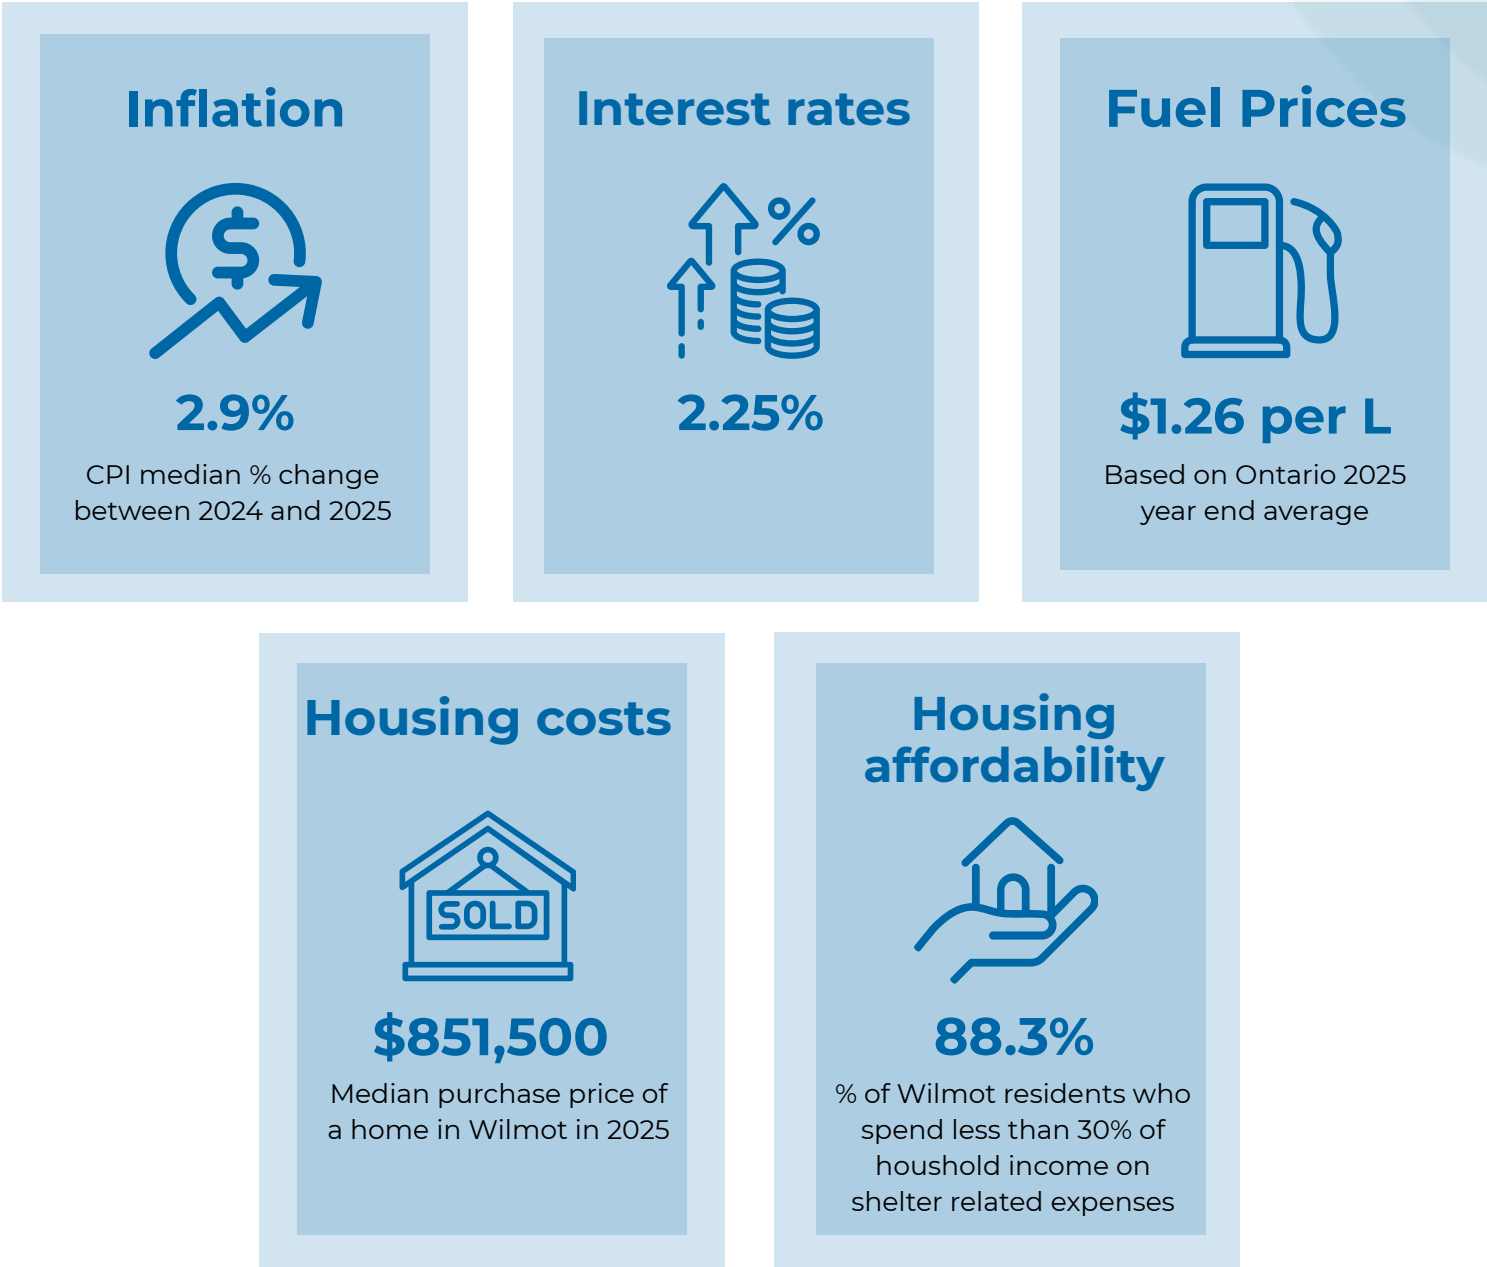 Inflation
2.9%
CPI median % change
between 2024 and 2025
Interest rates
%
2.25%
Fuel Prices
$1.26 per L
Based on Ontario 2025
year end average
Housing costs
SOLD
$851,500
Median purchase price of
a home in Wilmot in 2025
Housing
affordability
88.3%
% of Wilmot residents who
spend less than 30% of
houshold income on
shelter related expenses